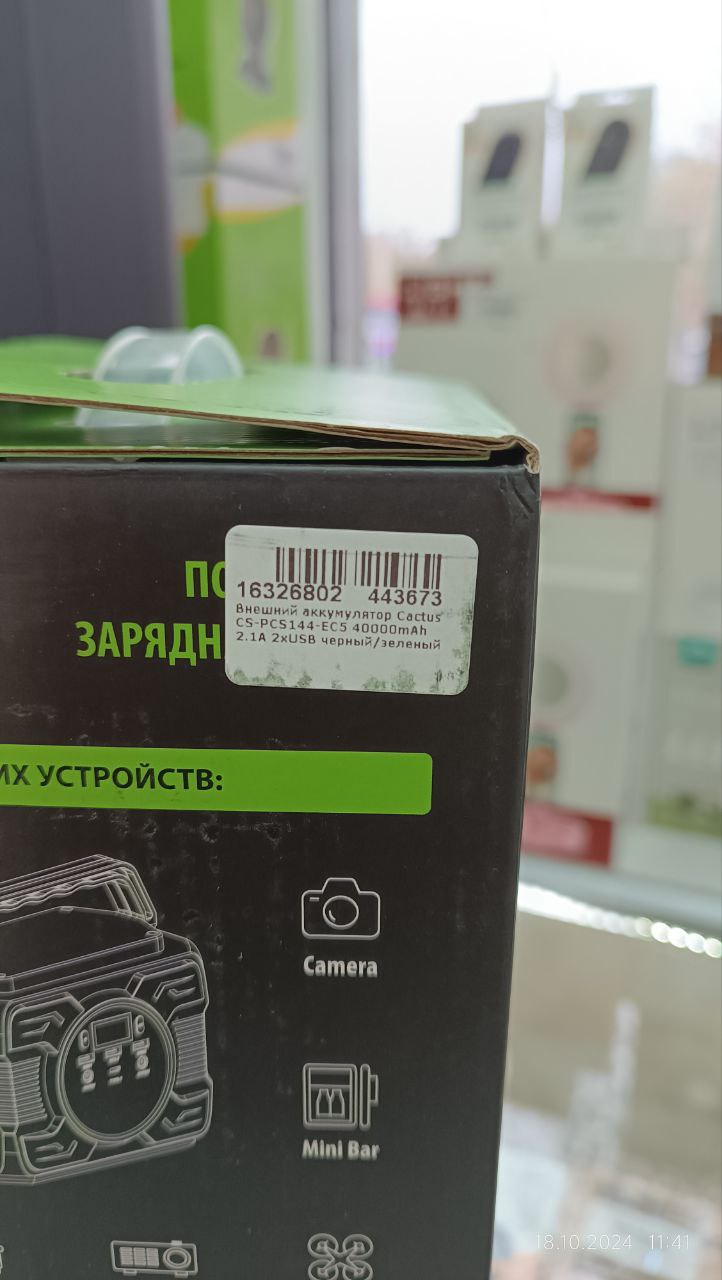 ПО
ЗАРЯДН
16326802 443673
Внешний аккумулятор Cactus
CS-PCS144-EC5 40000mAh
2.1A 2xUSB черный/зеленый
ИХ УСТРОЙСТВ:
Camera
Mini Bar
18.10.2024 11:41